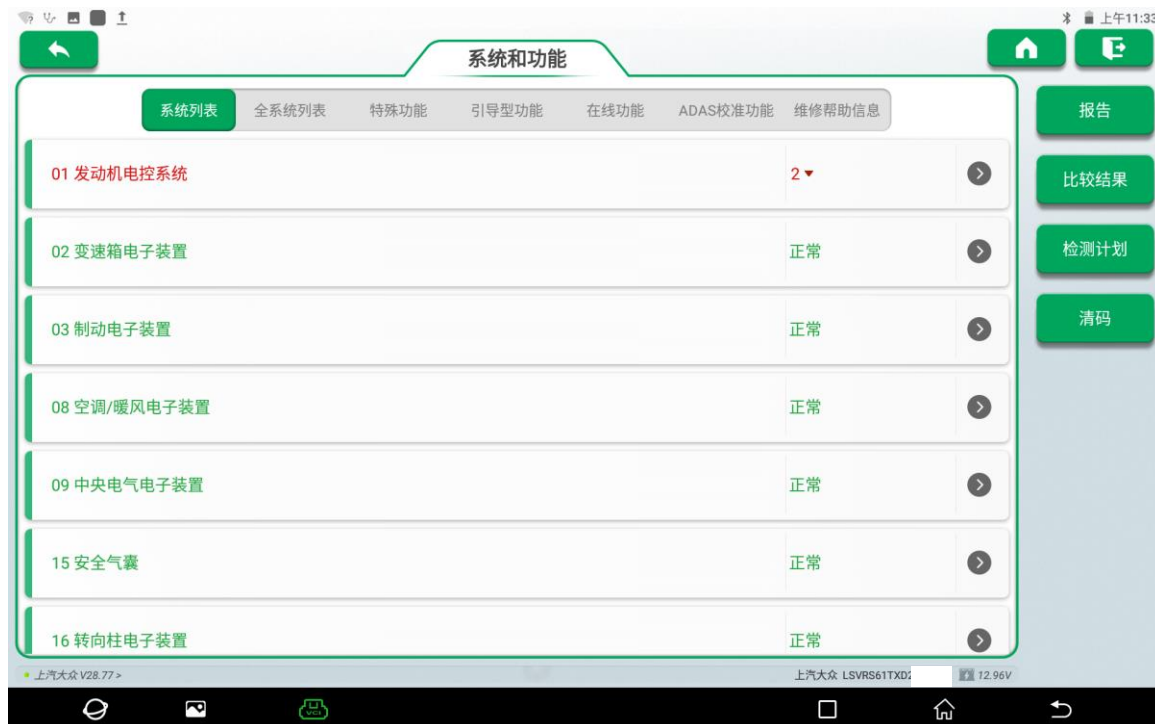 上午11:33
系统和功能
系统列表 全系统列表 特殊功能 引导型功能 在线功能 ADAS校准功能 维修帮助信息
报告
01 发动机电控系统 2
比较结果
02 变速箱电子装置 正常
检测计划
03 制动电子装置 正常
清码
08 空调/暖风电子装置 正常
09 中央电气电子装置 正常
15 安全气囊 正常
16 转向柱电子装置 正常
上汽大众 V28.77 > 上汽大众 LSVRS61TXD2 12.96V
VCI